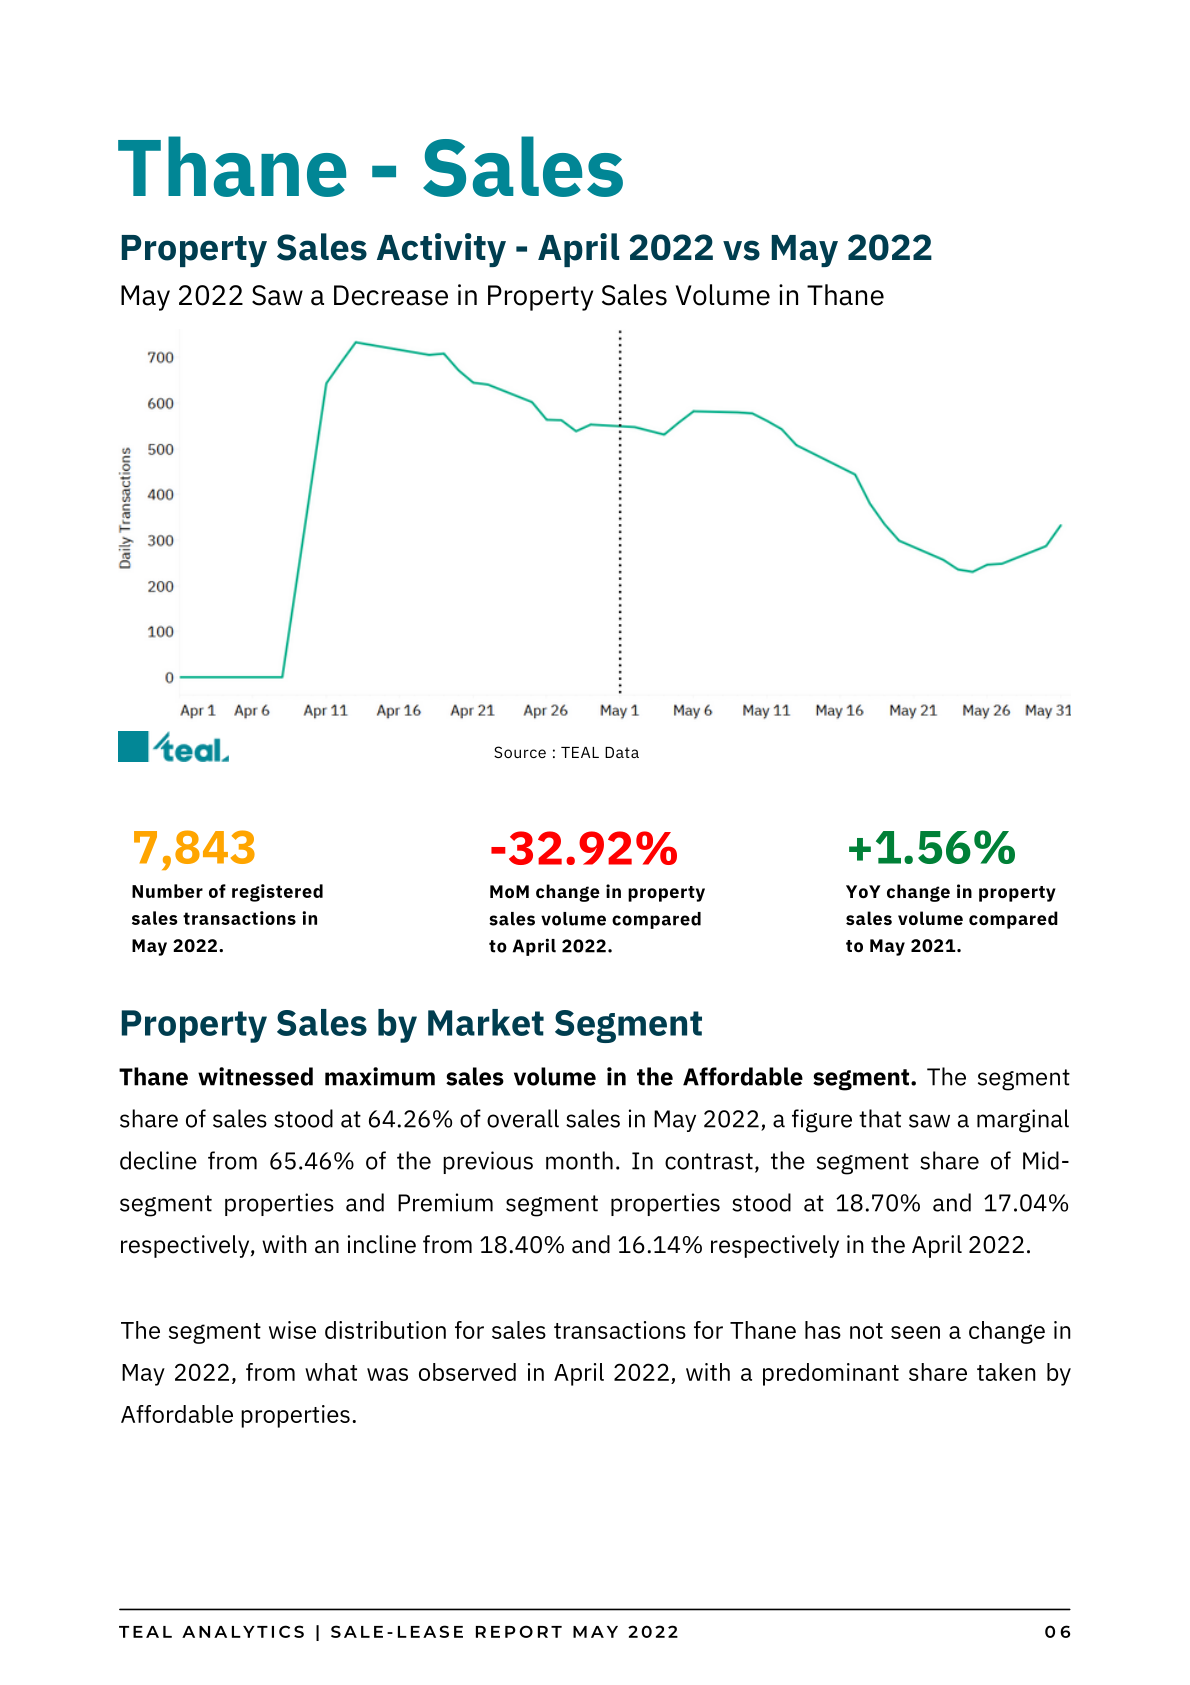 Thane - Sales
Property Sales Activity - April 2022 vs May 2022
May 2022 Saw a Decrease in Property Sales Volume in Thane
Daily Transactions
700
600
500
400
300
200
100
0
Apr 1 Apr 6 Apr 11 Apr 16 Apr 21 Apr 26 May 1 May 6 May 11 May 16 May 21 May 26 May 31
teal.
Source : TEAL Data
7,843
Number of registered
sales transactions in
May 2022.
-32.92%
MoM change in property
sales volume compared
to April 2022.
+1.56%
YoY change in property
sales volume compared
to May 2021.
Property Sales by Market Segment
Thane witnessed maximum sales volume in the Affordable segment. The segment
share of sales stood at 64.26% of overall sales in May 2022, a figure that saw a marginal
decline from 65.46% of the previous month. In contrast, the segment share of Mid-
segment properties and Premium segment properties stood at 18.70% and 17.04%
respectively, with an incline from 18.40% and 16.14% respectively in the April 2022.
The segment wise distribution for sales transactions for Thane has not seen a change in
May 2022, from what was observed in April 2022, with a predominant share taken by
Affordable properties.
TEAL ANALYTICS | SALE-LEASE REPORT MAY 2022 06